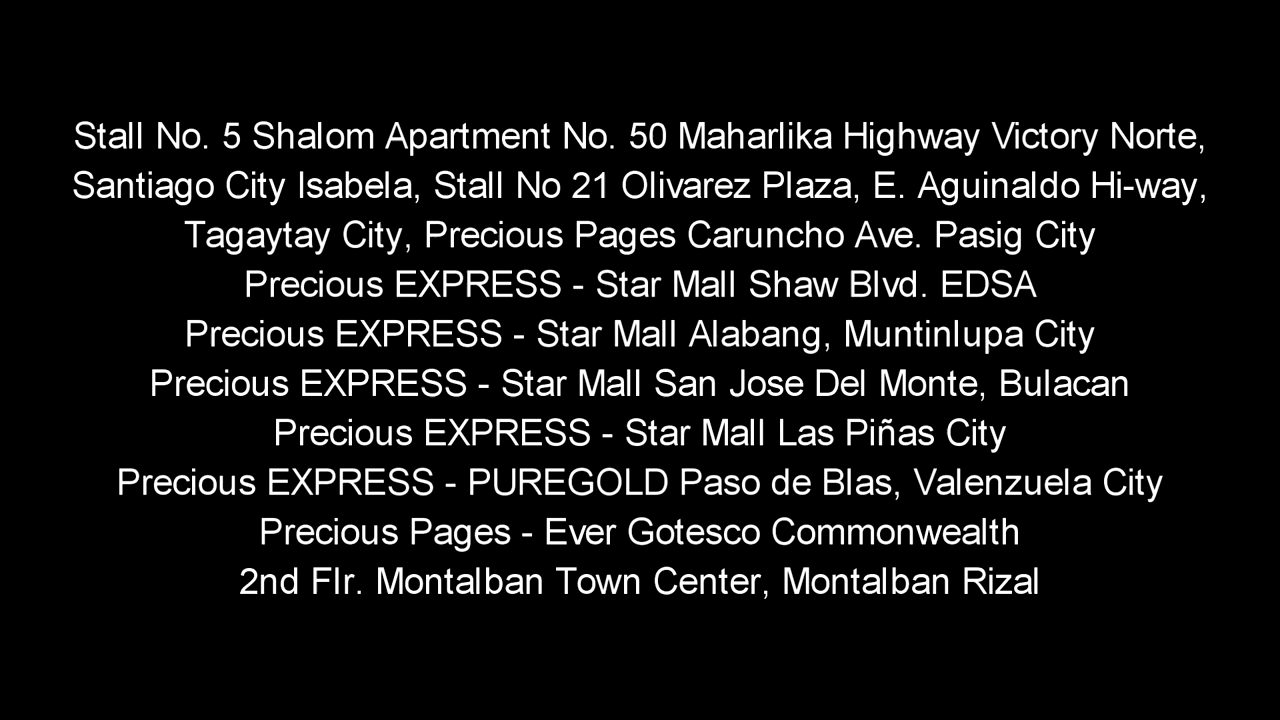 Stall No. 5 Shalom Apartment No. 50 Maharlika Highway Victory Norte,
Santiago City Isabela, Stall No 21 Olivarez Plaza, E. Aguinaldo Hi-way,
Tagaytay City, Precious Pages Caruncho Ave. Pasig City
Precious EXPRESS - Star Mall Shaw Blvd. EDSA
Precious EXPRESS - Star Mall Alabang, Muntinlupa City
Precious EXPRESS - Star Mall San Jose Del Monte, Bulacan
Precious EXPRESS - Star Mall Las Piñas City
Precious EXPRESS - PUREGOLD Paso de Blas, Valenzuela City
Precious Pages - Ever Gotesco Commonwealth
2nd Flr. Montalban Town Center, Montalban Rizal